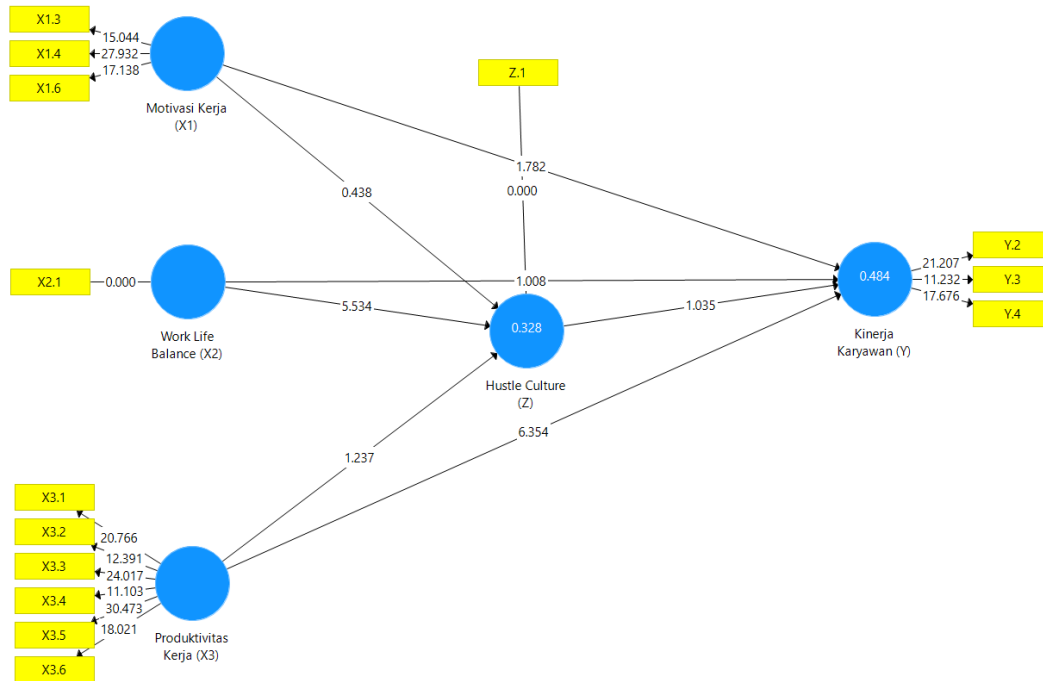 X1.3
X1.4
X1.6
15.044
27.932
17.138
Motivasi Kerja
(X1)
Z.1
1.782
0.000
0.438
X2.1
0.000
Work Life
Balance (X2)
1.008
5.534
0.328
Hustle Culture
(Z)
1.035
0.484
Kinerja
Karyawan (Y)
21.207
11.232
17.676
Y.2
Y.3
Y.4
6.354
1.237
X3.1
X3.2
X3.3
X3.4
X3.5
X3.6
20.766
12.391
24.017
11.103
30.473
18.021
Produktivitas
Kerja (X3)